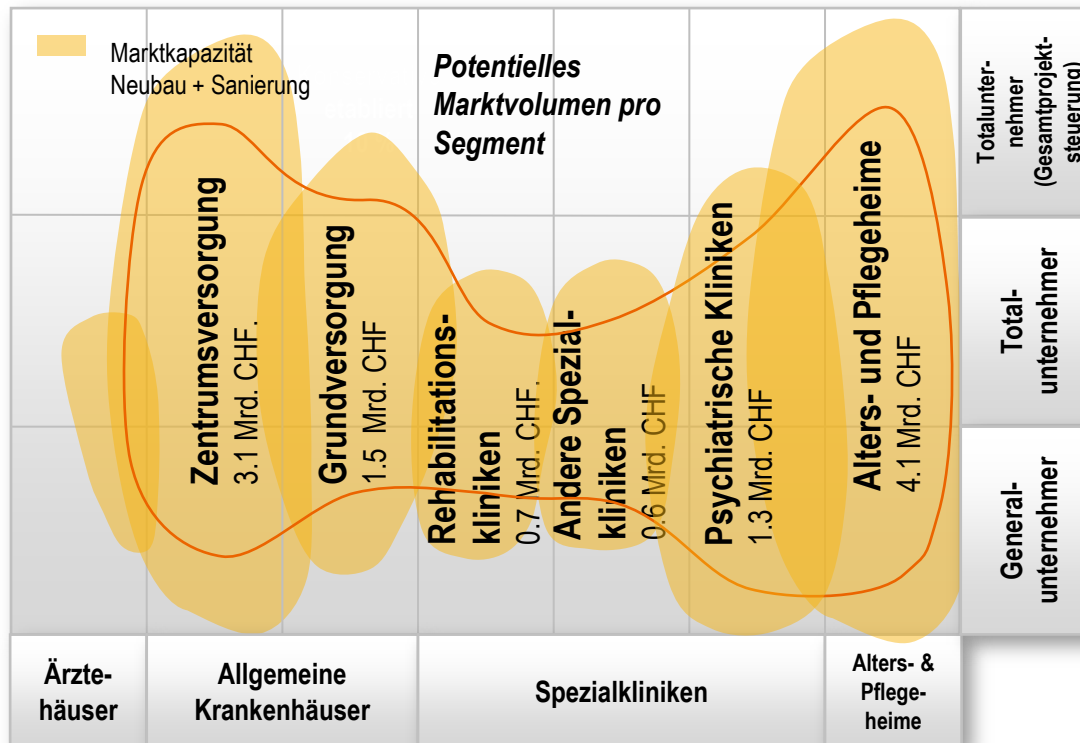 Marktkapazität
Neubau + Sanierung
Potentielles
Marktvolumen pro
Segment
Zentrumsversorgung
3.1 Mrd. CHF.
Grundversorgung
1.5 Mrd. CHF
Rehabilitations-
kliniken
0.7 Mrd. CHF.
Andere Spezial-
kliniken
0.6 Mrd. CHF
Psychiatrische Kliniken
1.3 Mrd. CHF
Alters- und Pflegeheime
4.1 Mrd. CHF
Totalunter-
nehmer
(Gesamtprojekt-
steuerung)
Total-
unternehmer
General-
unternehmer
Ärzte-
häuser
Allgemeine
Krankenhäuser
Spezialkliniken
Alters- &
Pflege-
heime